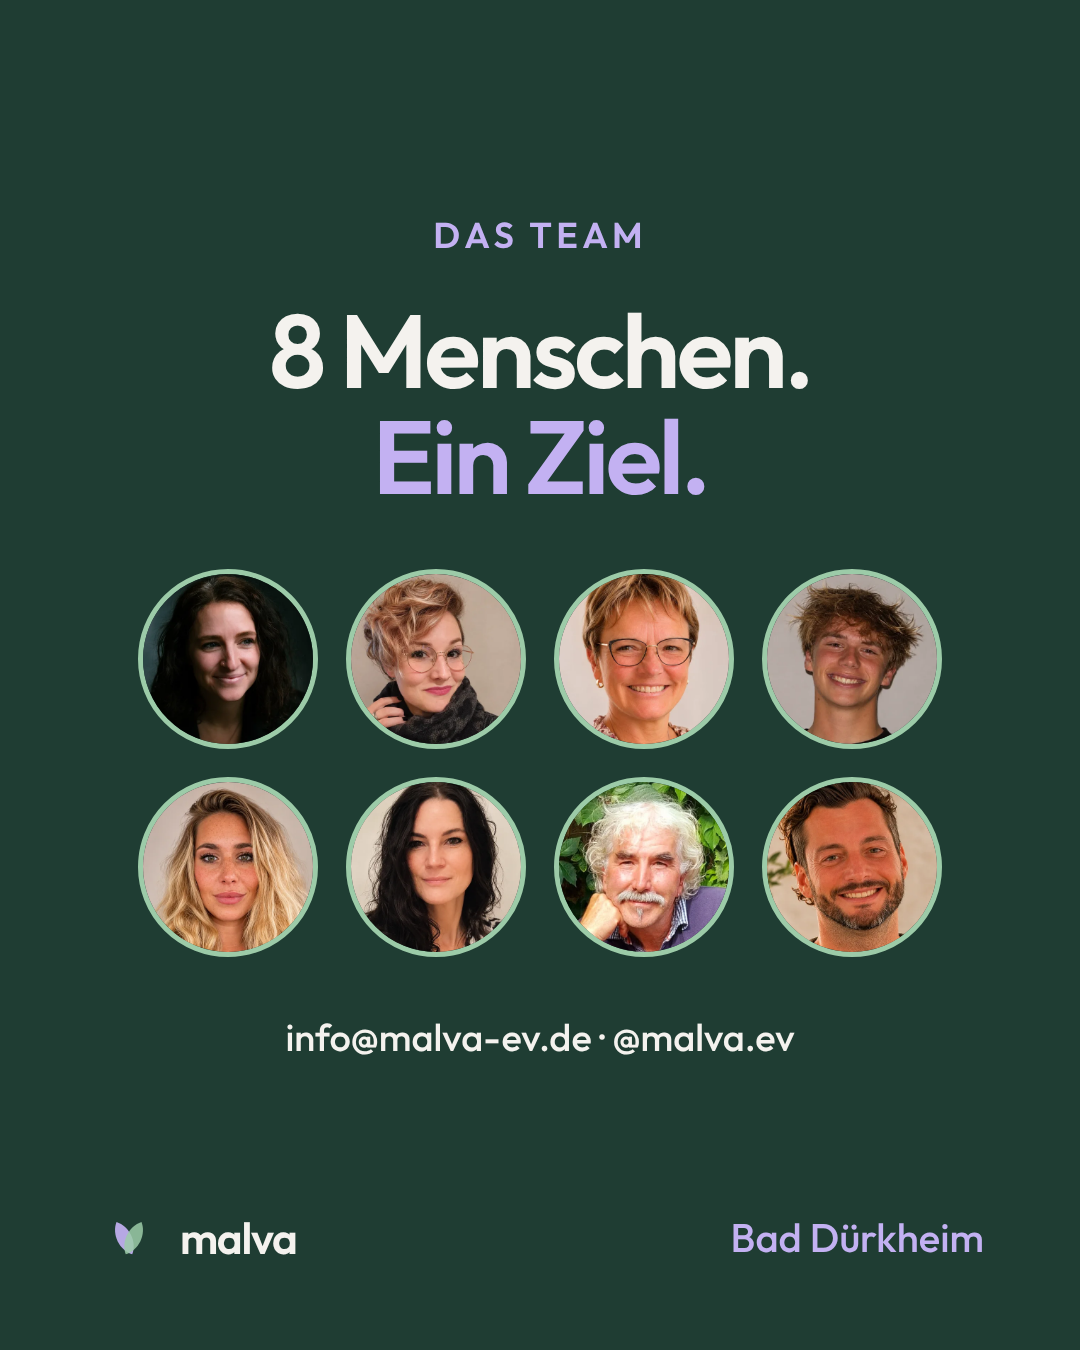 DAS TEAM
8 Menschen.
Ein Ziel.
info@malva-ev.de · @malva.ev
malva
Bad Dürkheim